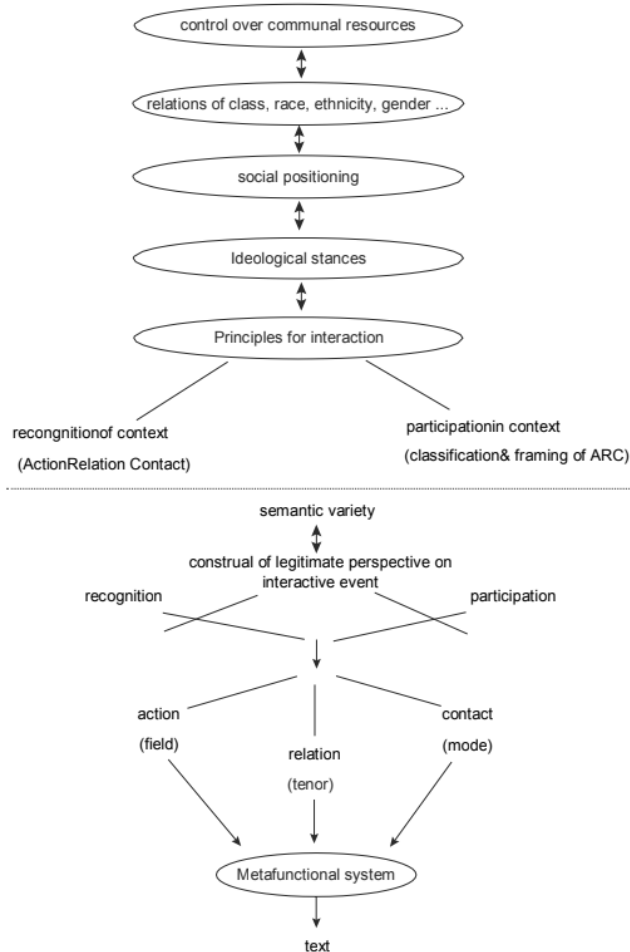 control over communal resources
relations of class, race, ethnicity, gender ...
social positioning
Ideological stances
Principles for interaction
recongnitionof context
(ActionRelation Contact)
participationin context
(classification& framing of ARC)
semantic variety
construal of legitimate perspective on
interactive event
recognition
participation
action
(field)
relation
(tenor)
contact
(mode)
Metafunctional system
text